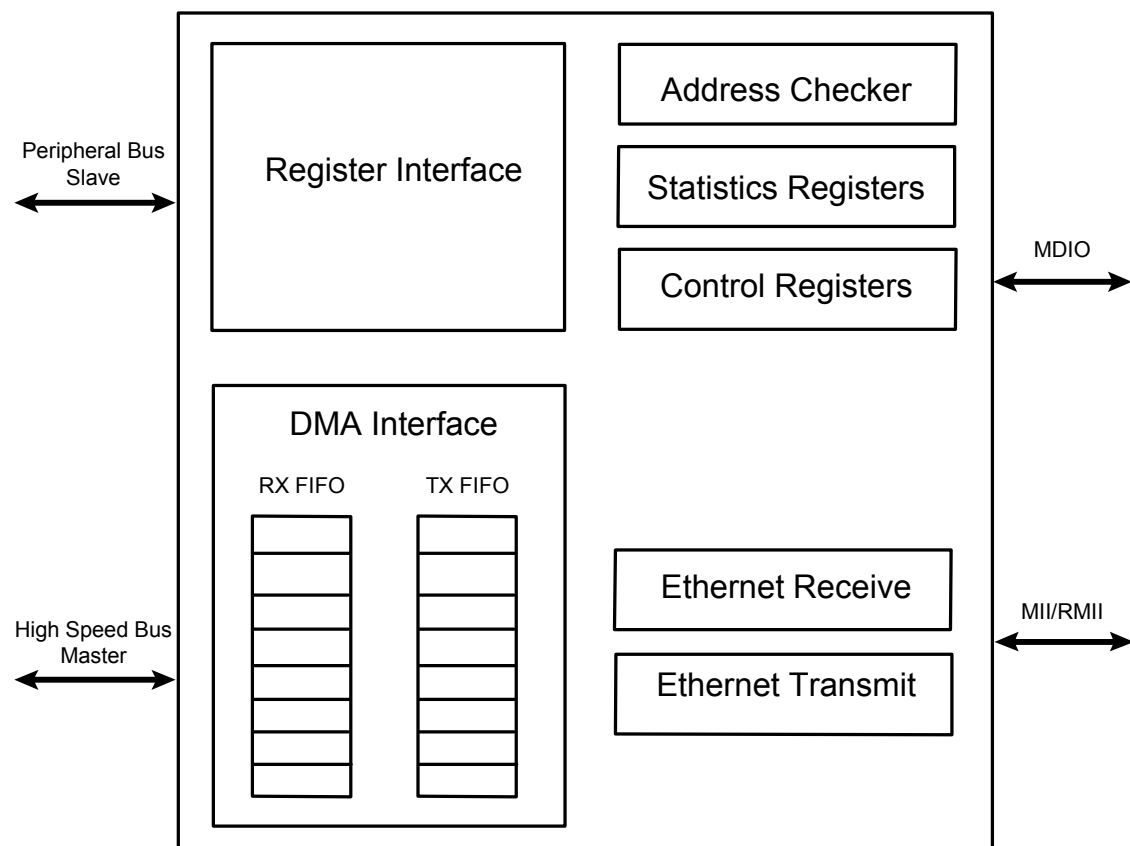 Peripheral Bus
Slave
Register Interface
Address Checker
Statistics Registers
Control Registers
MDIO
DMA Interface
RX FIFO
TX FIFO
High Speed Bus
Master
Ethernet Receive
Ethernet Transmit
MII/RMII